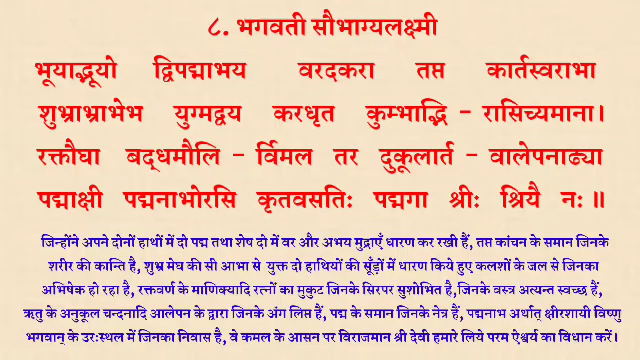 ८. भगवती सौभाग्यलक्ष्मी
भूयाद्भूयो द्विपद्माभय वरदकरा तप्त कार्तस्वराभा
शुभ्राभ्राभेभ युग्मद्वय करधृत कुम्भाद्भि - रासिच्यमाना।
रक्तौघा बद्धमौलि - र्विमल तर दुकूलार्त - वालेपनाढ्या
पद्माक्षी पद्मनाभोरसि कृतवसतिः पद्मगा श्रीः श्रियै नः॥
जिन्होंने अपने दोनों हाथों में दो पद्म तथा शेष दो में वर और अभय मुद्राएँ धारण कर रखी हैं, तप्त कांचन के समान जिनके
शरीर की कान्ति है, शुभ्र मेघ की सी आभा से युक्त दो हाथियों की सूँड़ों में धारण किये हुए कलशों के जल से जिनका
अभिषेक हो रहा है, रक्तवर्ण के माणिक्यादि रत्नों का मुकुट जिनके सिरपर सुशोभित है,जिनके वस्त्र अत्यन्त स्वच्छ हैं,
ऋतु के अनुकूल चन्दनादि आलेपन के द्वारा जिनके अंग लिप्त हैं, पद्म के समान जिनके नेत्र हैं, पद्मनाभ अर्थात् क्षीरशायी विष्णु
भगवान् के उरःस्थल में जिनका निवास है, वे कमल के आसन पर विराजमान श्री देवी हमारे लिये परम ऐश्वर्य का विधान करें।